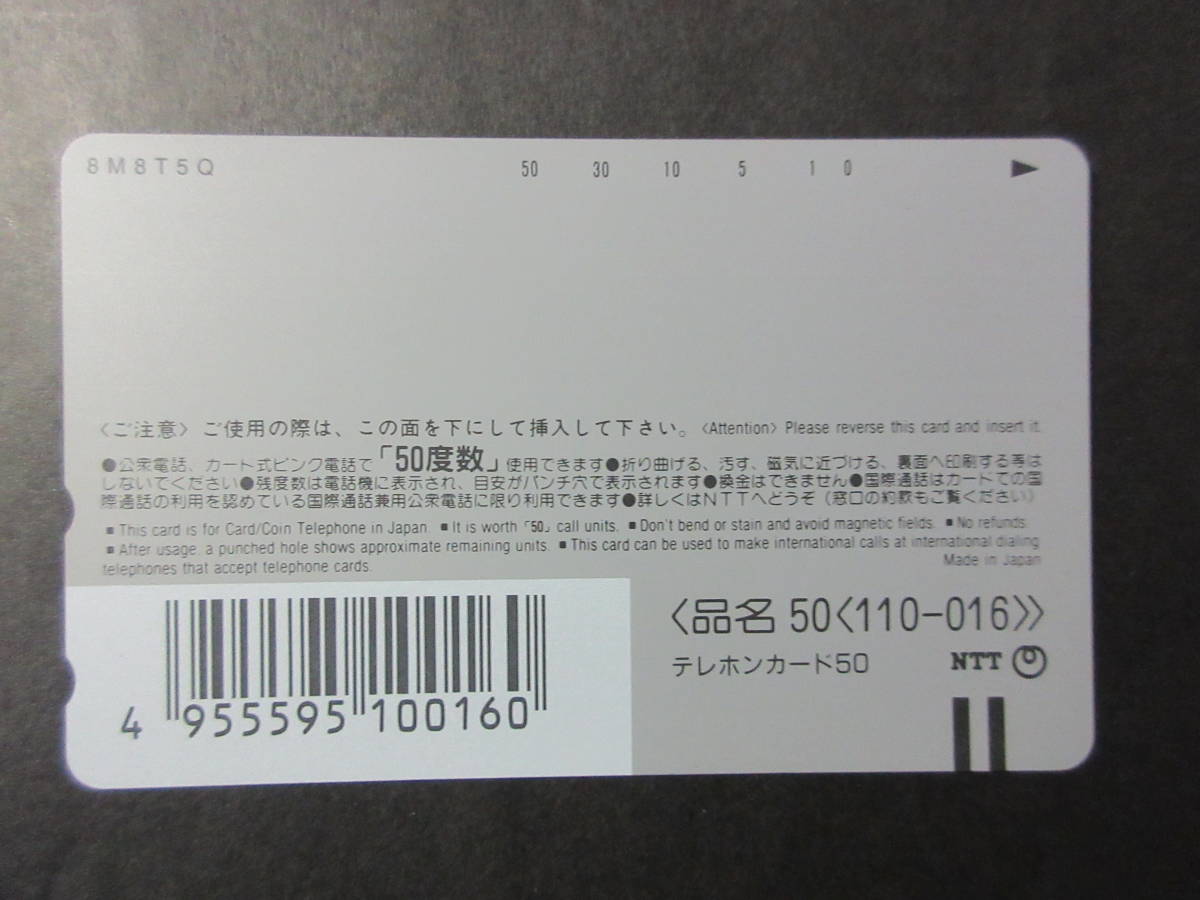 8M8T5Q 50 30 10 5 1 0 ▶
〈ご注意〉ご使用の際は、この面を下にして挿入して下さい。〈Attention〉Please reverse this card and insert it.
●公衆電話、カード式ピンク電話で「50度数」使用できます●折り曲げる、汚す、磁気に近づける、裏面へ印刷する等は
しないでください●残度数は電話機に表示され、目安がパンチ穴で表示されます●換金はできません●国際通話はカードでの国
際通話の利用を認めている国際通話兼用公衆電話に限り利用できます●詳しくはNTTへどうぞ（窓口の約款もご覧ください）
■This card is for Card/Coin Telephone in Japan. ■It is worth「50」call units. ■Don't bend or stain and avoid magnetic fields. ■No refunds.
■After usage, a punched hole shows approximate remaining units. ■This card can be used to make international calls at international dialing
telephones that accept telephone cards.
Made in Japan
〈品名 50〈110-016〉〉
テレホンカード50 NTT
4 955595 100160